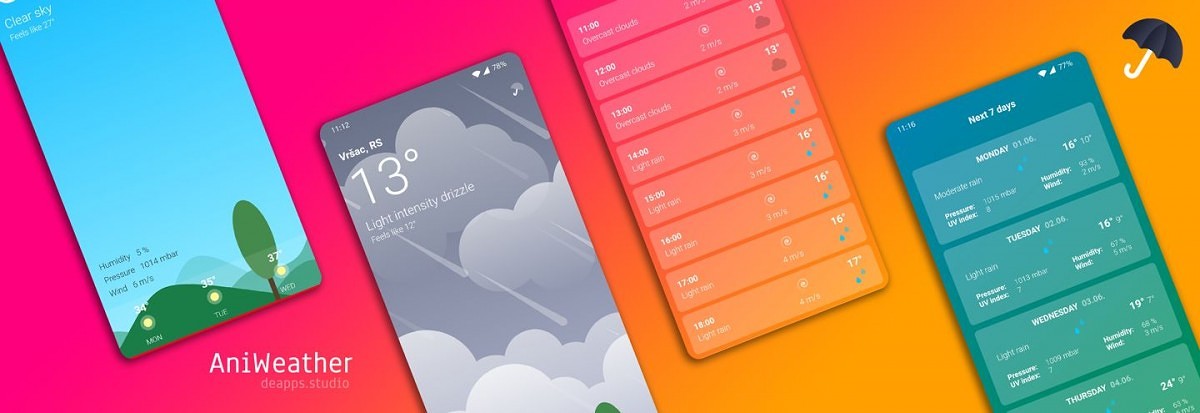 Clear sky
Feels like 27°
Humidity 5 %
Pressure 1014 mbar
Wind 6 m/s
34°
35°
37°
MON
TUE
WED
AniWeather
deapps.studio
11:12
78%
Vršac, RS
13°
Light intensity drizzle
Feels like 12°
2 m/s
11:00
Overcast clouds
2 m/s
13°
12:00
Overcast clouds
2 m/s
13°
13:00
Overcast clouds
3 m/s
15°
14:00
Light rain
3 m/s
16°
15:00
Light rain
3 m/s
16°
16:00
Light rain
4 m/s
16°
17:00
Light rain
4 m/s
17°
18:00
Light rain
11:16
77%
Next 7 days
MONDAY 01.06.
Moderate rain
16° 10°
Pressure: 1015 mbar
UV index: 8
Humidity: 93 %
Wind: 2 m/s
TUESDAY 02.06.
Light rain
16° 9°
Pressure: 1013 mbar
UV index: 7
Humidity: 67 %
Wind: 5 m/s
WEDNESDAY 03.06.
Light rain
19° 7°
Pressure: 1009 mbar
UV index: 7
Humidity: 68 %
Wind: 3 m/s
THURSDAY 04.06.
24° 9°
Humidity: 63 %